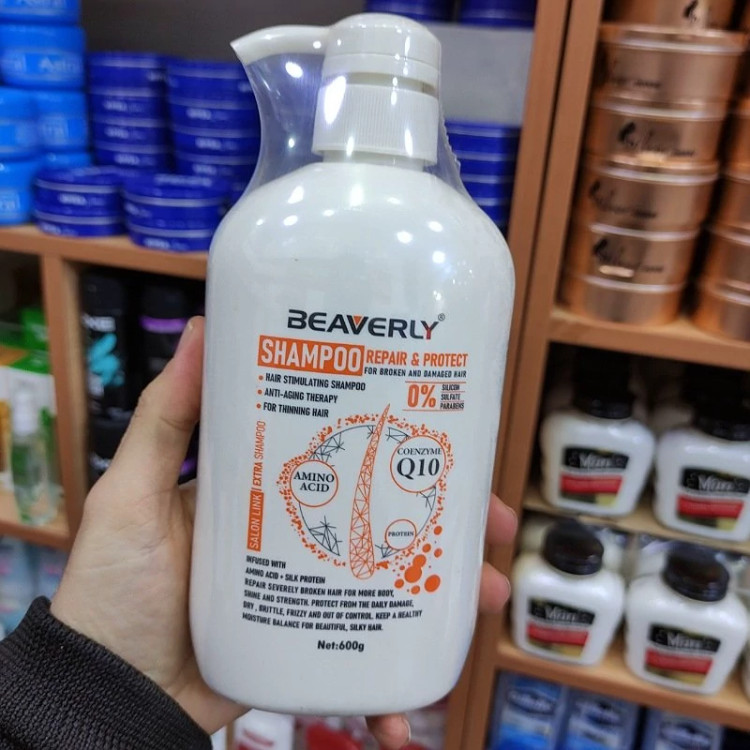 BEAVERLY®
SHAMPOO REPAIR & PROTECT
FOR BROKEN AND DAMAGED HAIR
• HAIR STIMULATING SHAMPOO
• ANTI-AGING THERAPY
• FOR THINNING HAIR
0% SILICON
SULFATE
PARABENS
SALON LINK | EXTRA SHAMPOO
AMINO
ACID
COENZYME
Q10
PROTEIN
INFUSED WITH
AMINO ACID + SILK PROTEIN
REPAIR SEVERELY BROKEN HAIR FOR MORE BODY,
SHINE AND STRENGTH. PROTECT FROM THE DAILY DAMAGE,
DRY , BRITTLE, FRIZZY AND OUT OF CONTROL. KEEP A HEALTHY
MOISTURE BALANCE FOR BEAUTIFUL, SILKY HAIR.
Net:600g
Astral